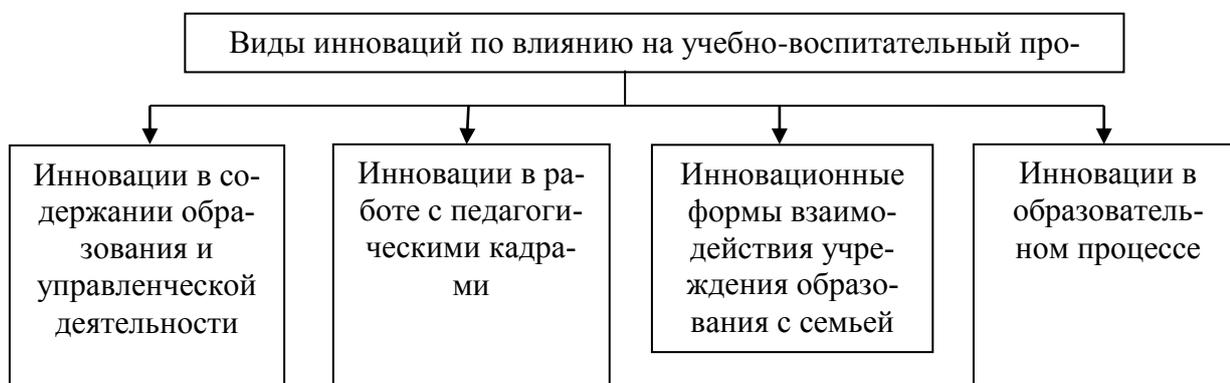 Виды инноваций по влиянию на учебно-воспитательный про-
Инновации в со-
держании обра-
зования и
управленческой
деятельности
Инновации в ра-
боте с педагоги-
ческими кадра-
ми
Инновационные
формы взаимо-
действия учре-
ждения образо-
вания с семьей
Инновации в
образователь-
ном процессе